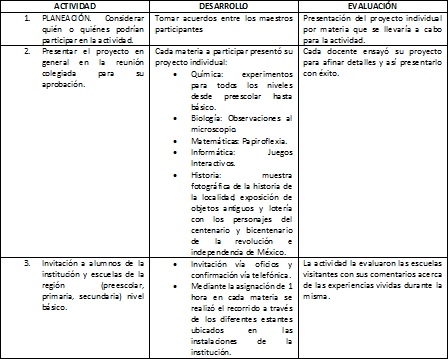 ACTIVIDAD
DESARROLLO
EVALUACIÓN
1. PLANEACIÓN. Considerar
quién o quiénes podrían
participar en la actividad.
Tomar acuerdos entre los maestros
participantes
Presentación del proyecto individual
por materia que se llevaría a cabo
para la actividad.
2. Presentar el proyecto en
general en la reunión
colegiada para su
aprobación.
Cada materia a participar presentó su
proyecto individual:
• Química: experimentos
para todos los niveles
desde preescolar hasta
básico.
• Biología: Observaciones al
microscopio.
• Matemáticas: Papiroflexia.
• Informática: Juegos
Interactivos.
• Historia: muestra
fotográfica de la historia de
la localidad, exposición de
objetos antiguos y lotería
con los personajes del
centenario y bicentenario
de la revolución e
independencia de México.
Cada docente ensayó su proyecto
para afinar detalles y así presentarlo
con éxito.
3. Invitación a alumnos de la
institución y escuelas de la
región (preescolar,
primaria, secundaria) nivel
básico.
• Invitación vía oficios y
confirmación vía telefónica.
• Mediante la asignación de 1
hora en cada materia se
realizó el recorrido a través
de los diferentes estantes
ubicados en las
instalaciones de la
institución.
La actividad la evaluaron las escuelas
visitantes con sus comentarios acerca
de las experiencias vividas durante la
misma.